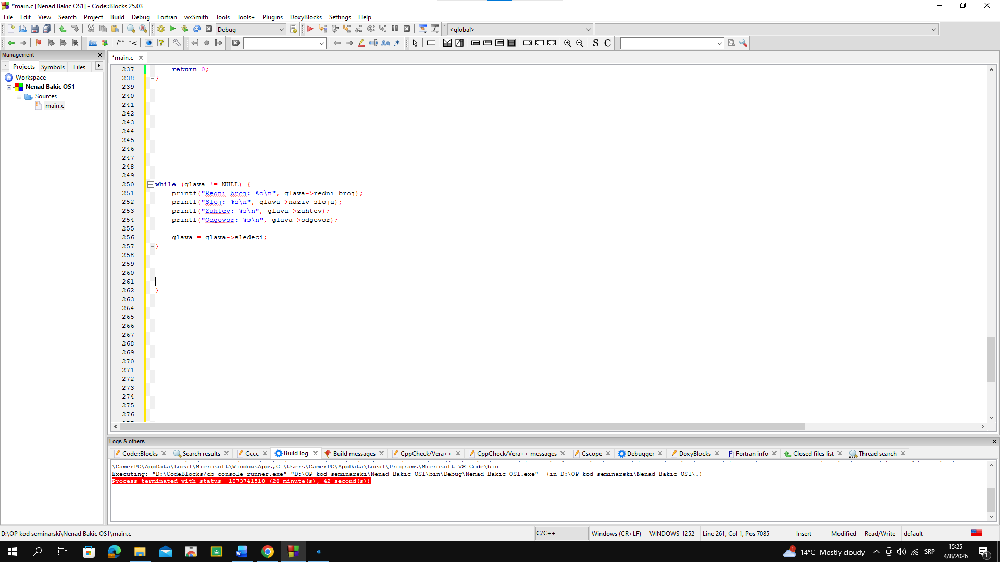 *main.c [Nenad Bakic OS1] - Code::Blocks 25.03
File Edit View Search Project Build Debug Fortran wxSmith Tools Tools+ Plugins DoxyBlocks Settings Help
Debug
<global>
/** *<
Aa .*
S C
Management
*main.c
Projects Symbols Files
Workspace
Nenad Bakic OS1
Sources
main.c
237 return 0;
238 }
239
240
241
242
243
244
245
246
247
248
249
250 while (glava != NULL) {
251 printf("Redni broj: %d\n", glava->redni_broj);
252 printf("Sloj: %s\n", glava->naziv_sloja);
253 printf("Zahtev: %s\n", glava->zahtev);
254 printf("Odgovor: %s\n", glava->odgovor);
255
256 glava = glava->sledeci;
257 }
258
259
260
261
262 }
263
264
265
266
267
268
269
270
271
272
273
274
275
276
Logs & others
Code::Blocks Search results Cccc Build log Build messages CppCheck/Vera++ CppCheck/Vera++ messages Cscope Debugger DoxyBlocks Fortran info Closed files list Thread search
\GamerPC\AppData\Local\Microsoft\WindowsApps;C:\Users\GamerPC\AppData\Local\Programs\Microsoft VS Code\bin
Executing: "D:\CodeBlocks/cb_console_runner.exe" "D:\OP kod seminarski\Nenad Bakic OS1\bin\Debug\Nenad Bakic OS1.exe" (in D:\OP kod seminarski\Nenad Bakic OS1\.)
Process terminated with status -1073741510 (28 minute(s), 42 second(s))
D:\OP kod seminarski\Nenad Bakic OS1\main.c C/C++ Windows (CR+LF) WINDOWS-1252 Line 261, Col 1, Pos 7085 Insert Modified Read/Write default
1 14°C Mostly cloudy SRP 15:25
4/8/2026 1